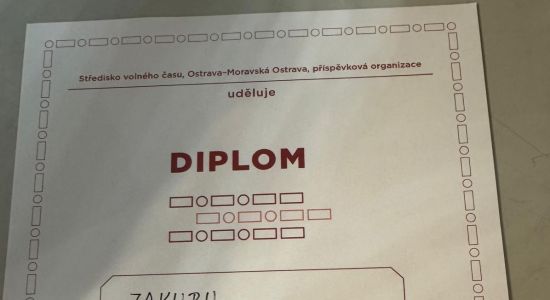 Středisko volného času, Ostrava-Moravská Ostrava, příspěvková organizace
uděluje
DIPLOM